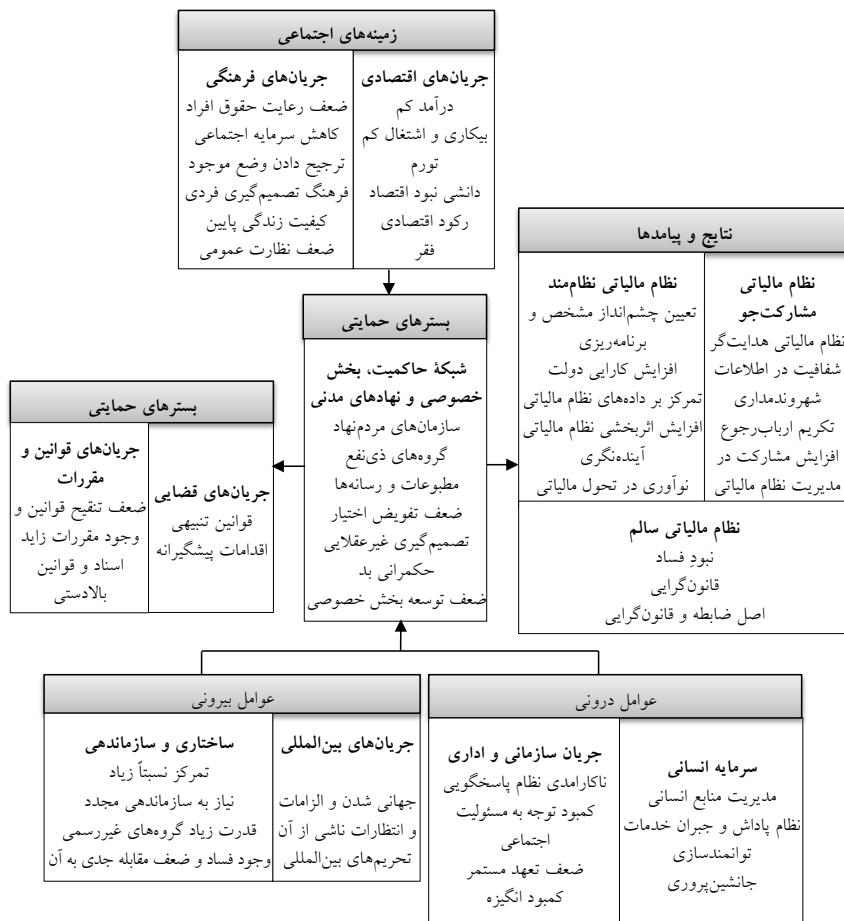 زمینه‌های اجتماعی
جریان‌های اقتصادی
درآمد کم
بیکاری و اشتغال کم
تورم
دانشی نبود اقتصاد
رکود اقتصادی
فقر
جریان‌های فرهنگی
ضعف رعایت حقوق افراد
کاهش سرمایه اجتماعی
ترجیح دادن وضع موجود
فرهنگ تصمیم‌گیری فردی
کیفیت زندگی پایین
ضعف نظارت عمومی
نتایج و پیامدها
نظام مالیاتی
مشارکت‌جو
نظام مالیاتی هدایت‌گر
شفافیت در اطلاعات
شهروندمداری
تکریم ارباب‌رجوع
افزایش مشارکت در
مدیریت نظام مالیاتی
نظام مالیاتی نظام‌مند
تعیین چشم‌انداز مشخص و
برنامه‌ریزی
افزایش کارایی دولت
تمرکز بر داده‌های نظام مالیاتی
افزایش اثربخشی نظام مالیاتی
آینده‌نگری
نوآوری در تحول مالیاتی
نظام مالیاتی سالم
نبودِ فساد
قانون‌گرایی
اصل ضابطه و قانون‌گرایی
بسترهای حمایتی
شبکهٔ حاکمیت، بخش
خصوصی و نهادهای مدنی
سازمان‌های مردم‌نهاد
گروه‌های ذی‌نفع
مطبوعات و رسانه‌ها
ضعف تفویض اختیار
تصمیم‌گیری غیرعقلایی
حکمرانی بد
ضعف توسعه بخش خصوصی
بسترهای حمایتی
جریان‌های قضایی
قوانین تنبیهی
اقدامات پیشگیرانه
جریان‌های قوانین و
مقررات
ضعف تنقیح قوانین و
وجود مقررات زاید
اسناد و قوانین
بالادستی
عوامل درونی
سرمایه انسانی
مدیریت منابع انسانی
نظام پاداش و جبران خدمات
توانمندسازی
جانشین‌پروری
جریان سازمانی و اداری
ناکارامدی نظام پاسخگویی
کمبود توجه به مسئولیت
اجتماعی
ضعف تعهد مستمر
کمبود انگیزه
عوامل بیرونی
جریان‌های بین‌المللی
جهانی شدن و الزامات
و انتظارات ناشی از آن
تحریم‌های بین‌المللی
ساختاری و سازماندهی
تمرکز نسبتاً زیاد
نیاز به سازماندهی مجدد
قدرت زیاد گروه‌های غیررسمی
وجود فساد و ضعف مقابله جدی به آن